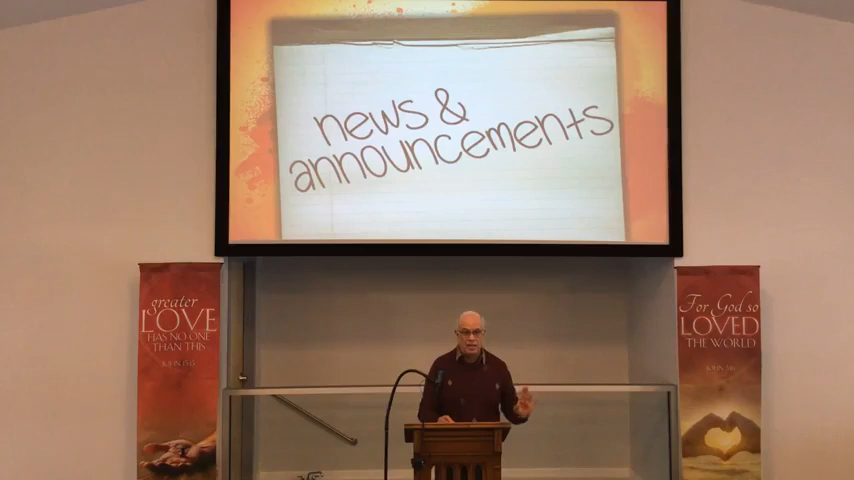 news &
announcements
greater
LOVE
HAS NO ONE
THAN THIS
For God so
LOVED
THE WORLD